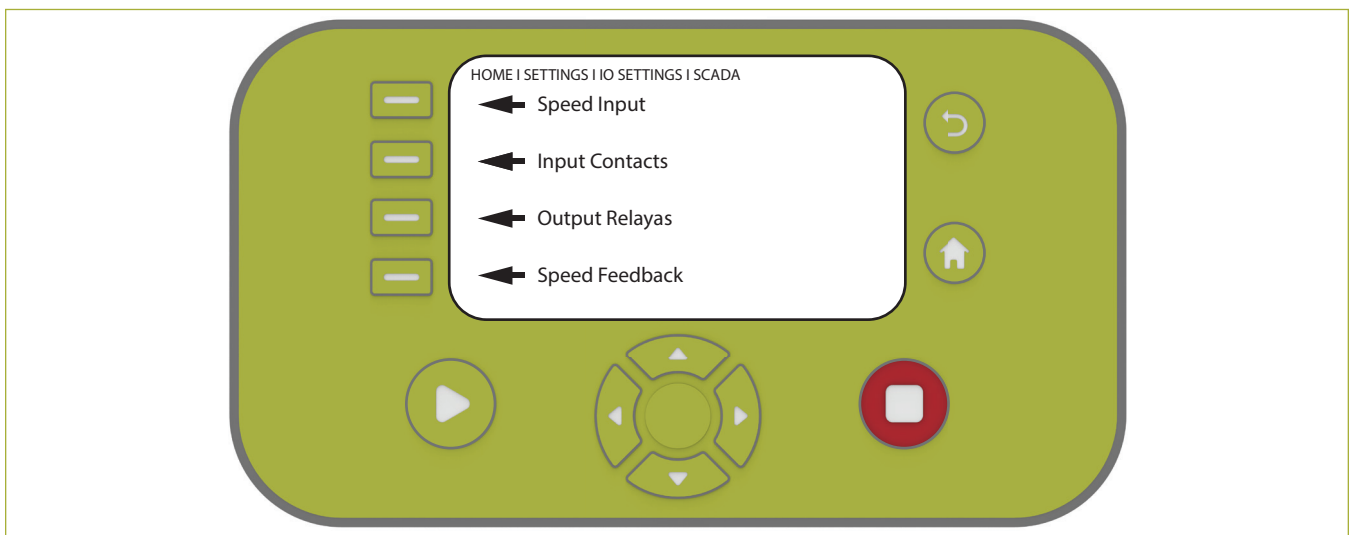 HOME I SETTINGS I IO SETTINGS I SCADA
Speed Input
Input Contacts
Output Relayas
Speed Feedback